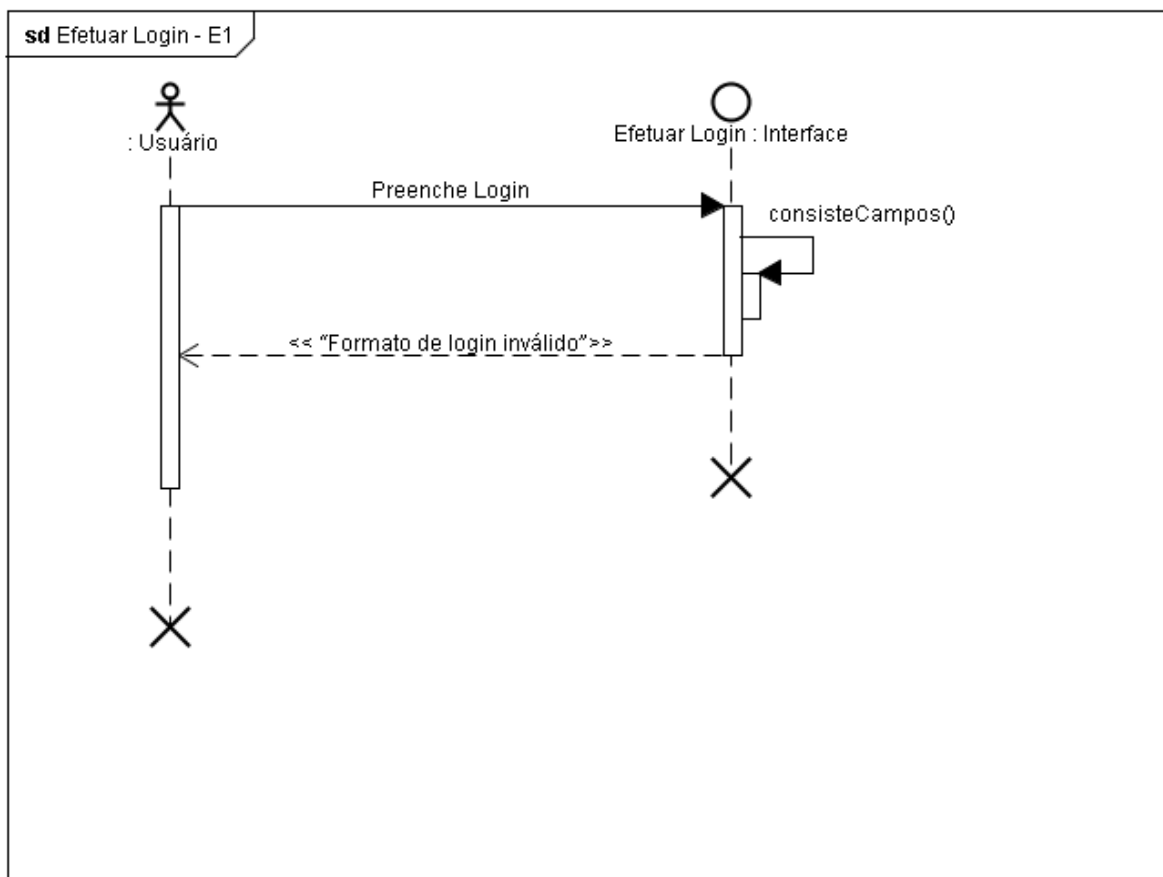 sd Efetuar Login - E1
: Usuário
Efetuar Login : Interface
Preenche Login
consisteCampos()
<< “Formato de login inválido”>>